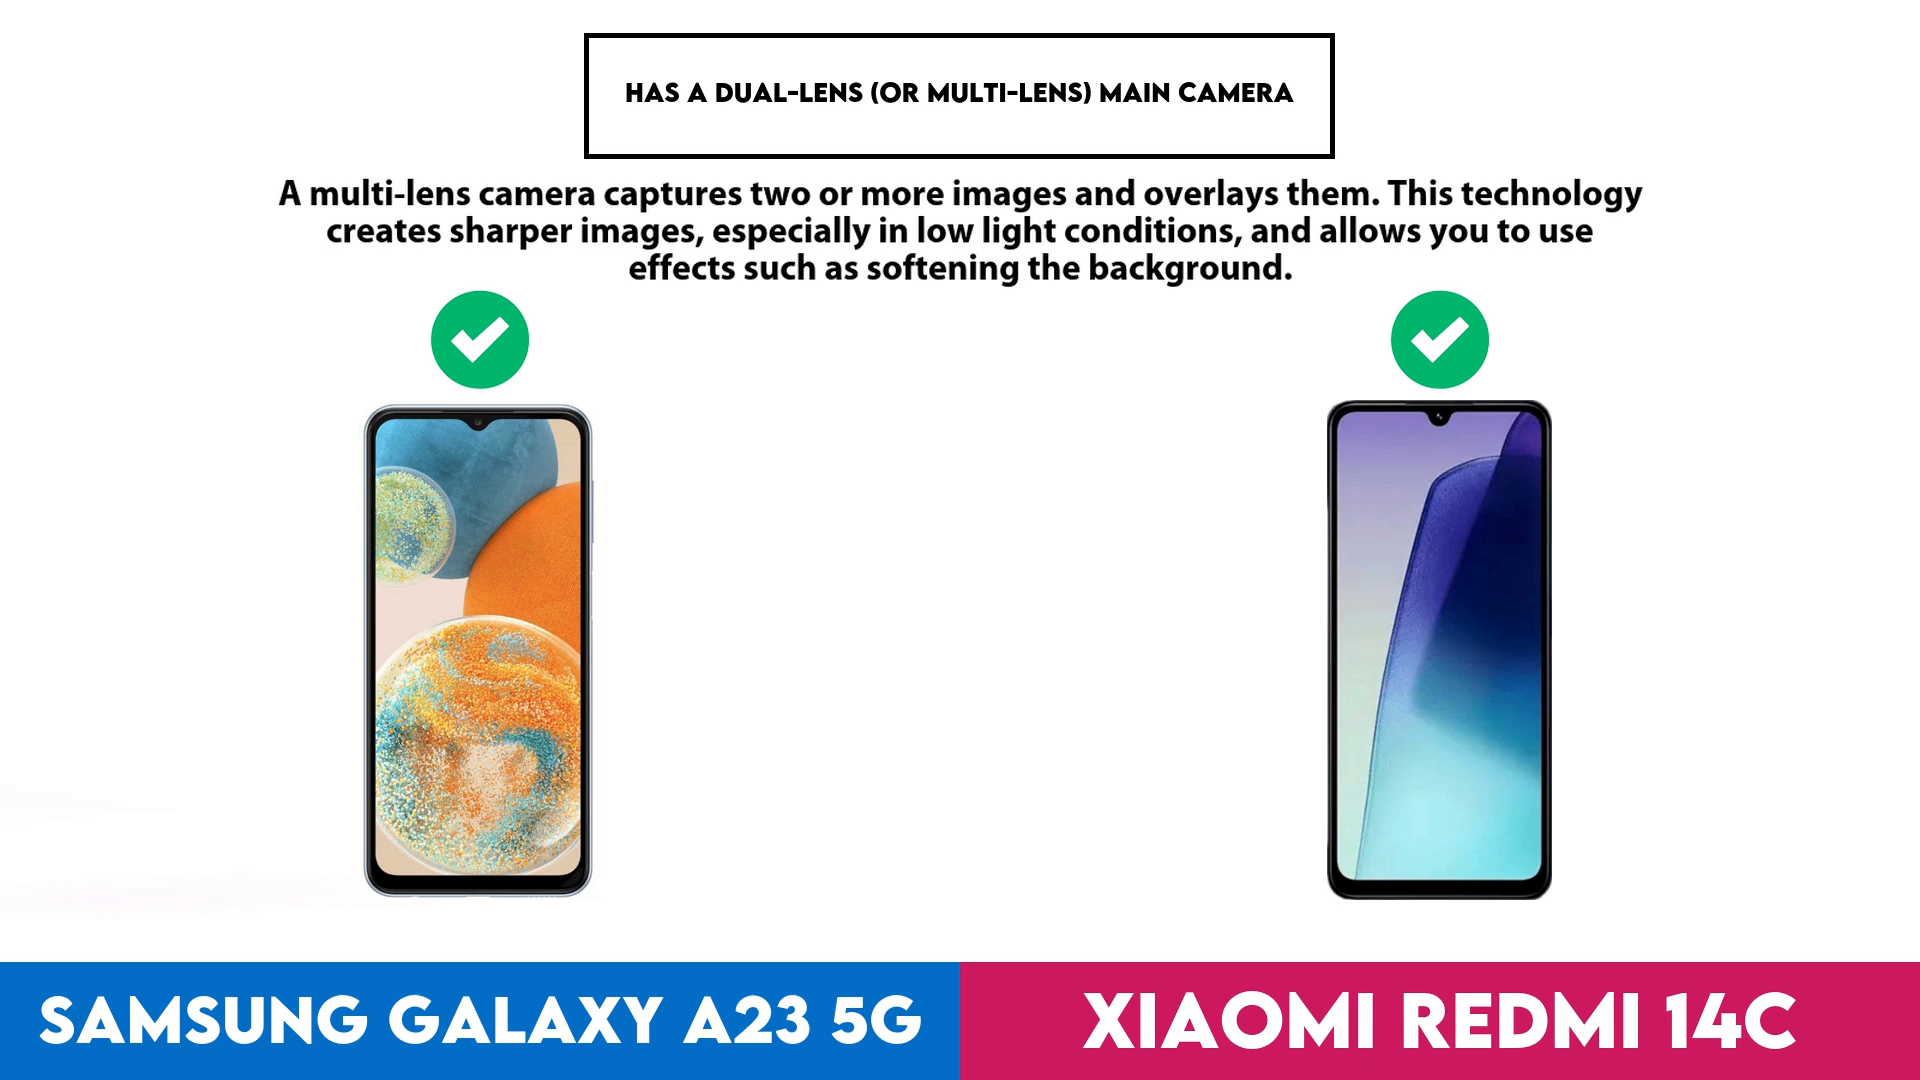 HAS A DUAL-LENS (OR MULTI-LENS) MAIN CAMERA
A multi-lens camera captures two or more images and overlays them. This technology
creates sharper images, especially in low light conditions, and allows you to use
effects such as softening the background.
SAMSUNG GALAXY A23 5G
XIAOMI REDMI 14C